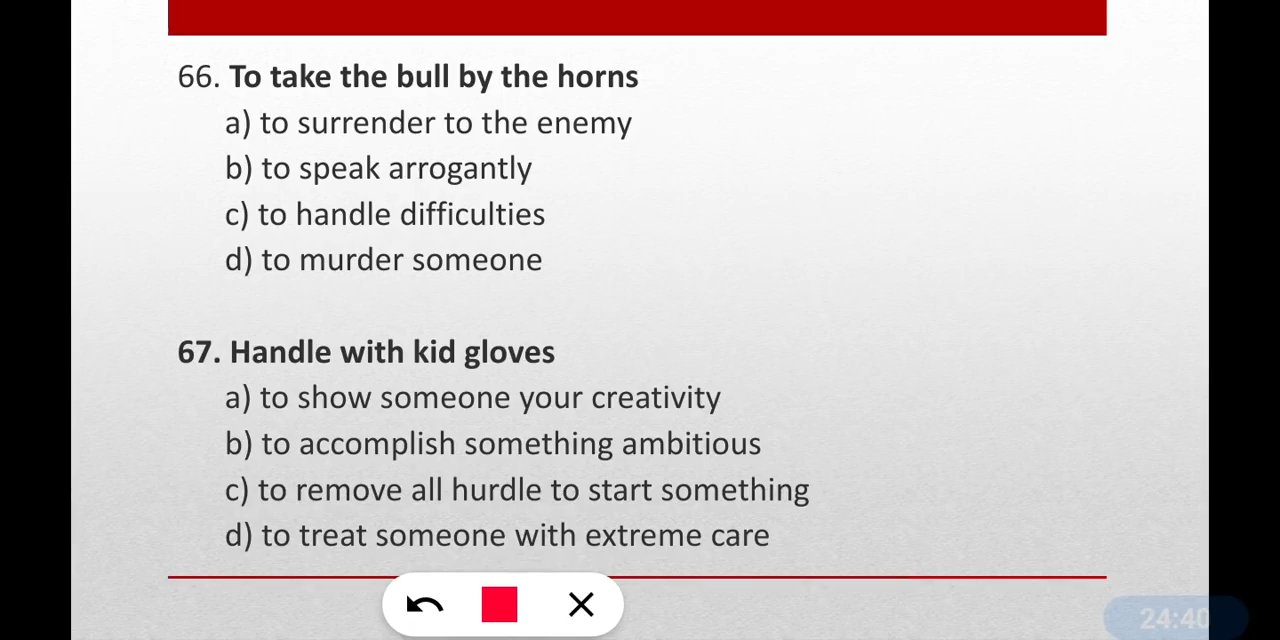 66. To take the bull by the horns
a) to surrender to the enemy
b) to speak arrogantly
c) to handle difficulties
d) to murder someone
67. Handle with kid gloves
a) to show someone your creativity
b) to accomplish something ambitious
c) to remove all hurdle to start something
d) to treat someone with extreme care
24:40